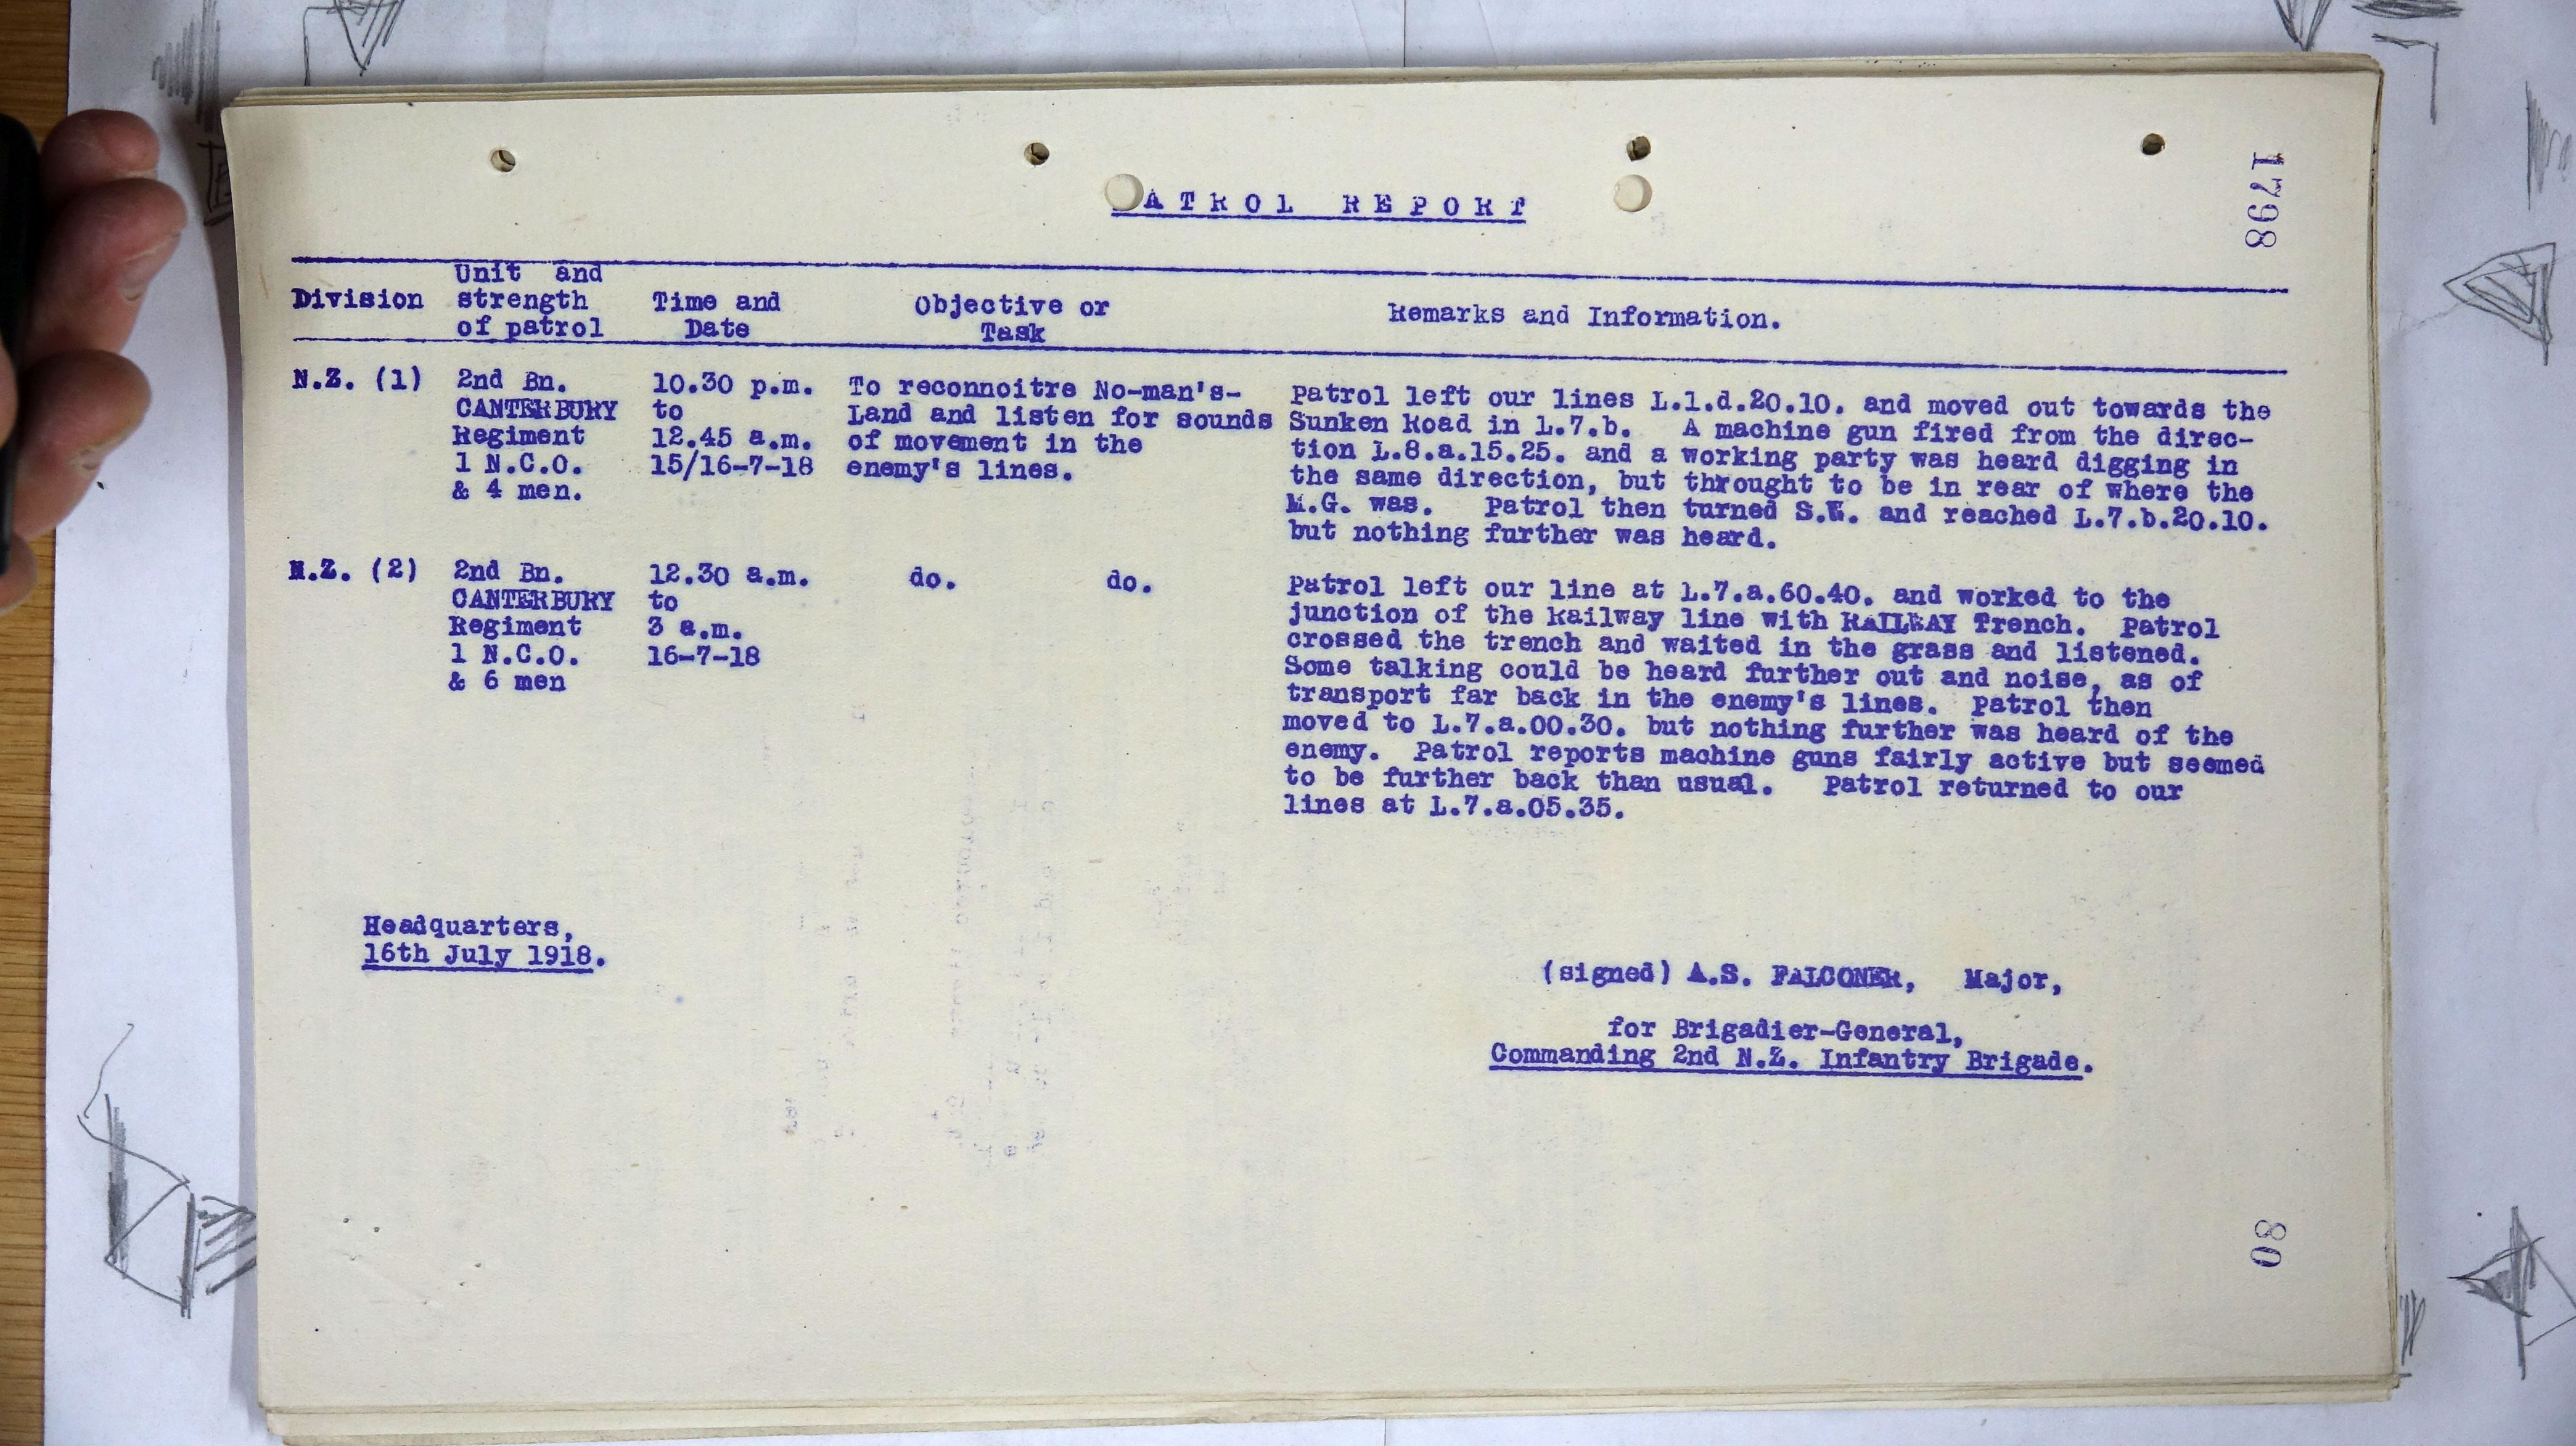 1798
PATROL REPORT
Division
Unit and
strength
of patrol
Time and
Date
Objective or
Task
Remarks and Information.
N.Z. (1)
2nd Bn.
CANTERBURY
Regiment
1 N.C.O.
& 4 men.
10.30 p.m.
to
12.45 a.m.
15/16-7-18
To reconnoitre No-man's-
Land and listen for sounds
of movement in the
enemy's lines.
Patrol left our lines L.1.d.20.10. and moved out towards the
Sunken Road in L.7.b. A machine gun fired from the direc-
tion L.8.a.15.25. and a working party was heard digging in
the same direction, but throught to be in rear of where the
M.G. was. Patrol then turned S.E. and reached L.7.b.20.10.
but nothing further was heard.
N.Z. (2)
2nd Bn.
CANTERBURY
Regiment
1 N.C.O.
& 6 men
12.30 a.m.
to
3 a.m.
16-7-18
do. do.
Patrol left our line at L.7.a.60.40. and worked to the
junction of the Railway line with RAILWAY Trench. Patrol
crossed the trench and waited in the grass and listened.
Some talking could be heard further out and noise, as of
transport far back in the enemy's lines. Patrol then
moved to L.7.a.00.30. but nothing further was heard of the
enemy. Patrol reports machine guns fairly active but seemed
to be further back than usual. Patrol returned to our
lines at L.7.a.05.35.
Headquarters,
16th July 1918.
(signed) A.S. FALCONER, Major,
for Brigadier-General,
Commanding 2nd N.Z. Infantry Brigade.
80